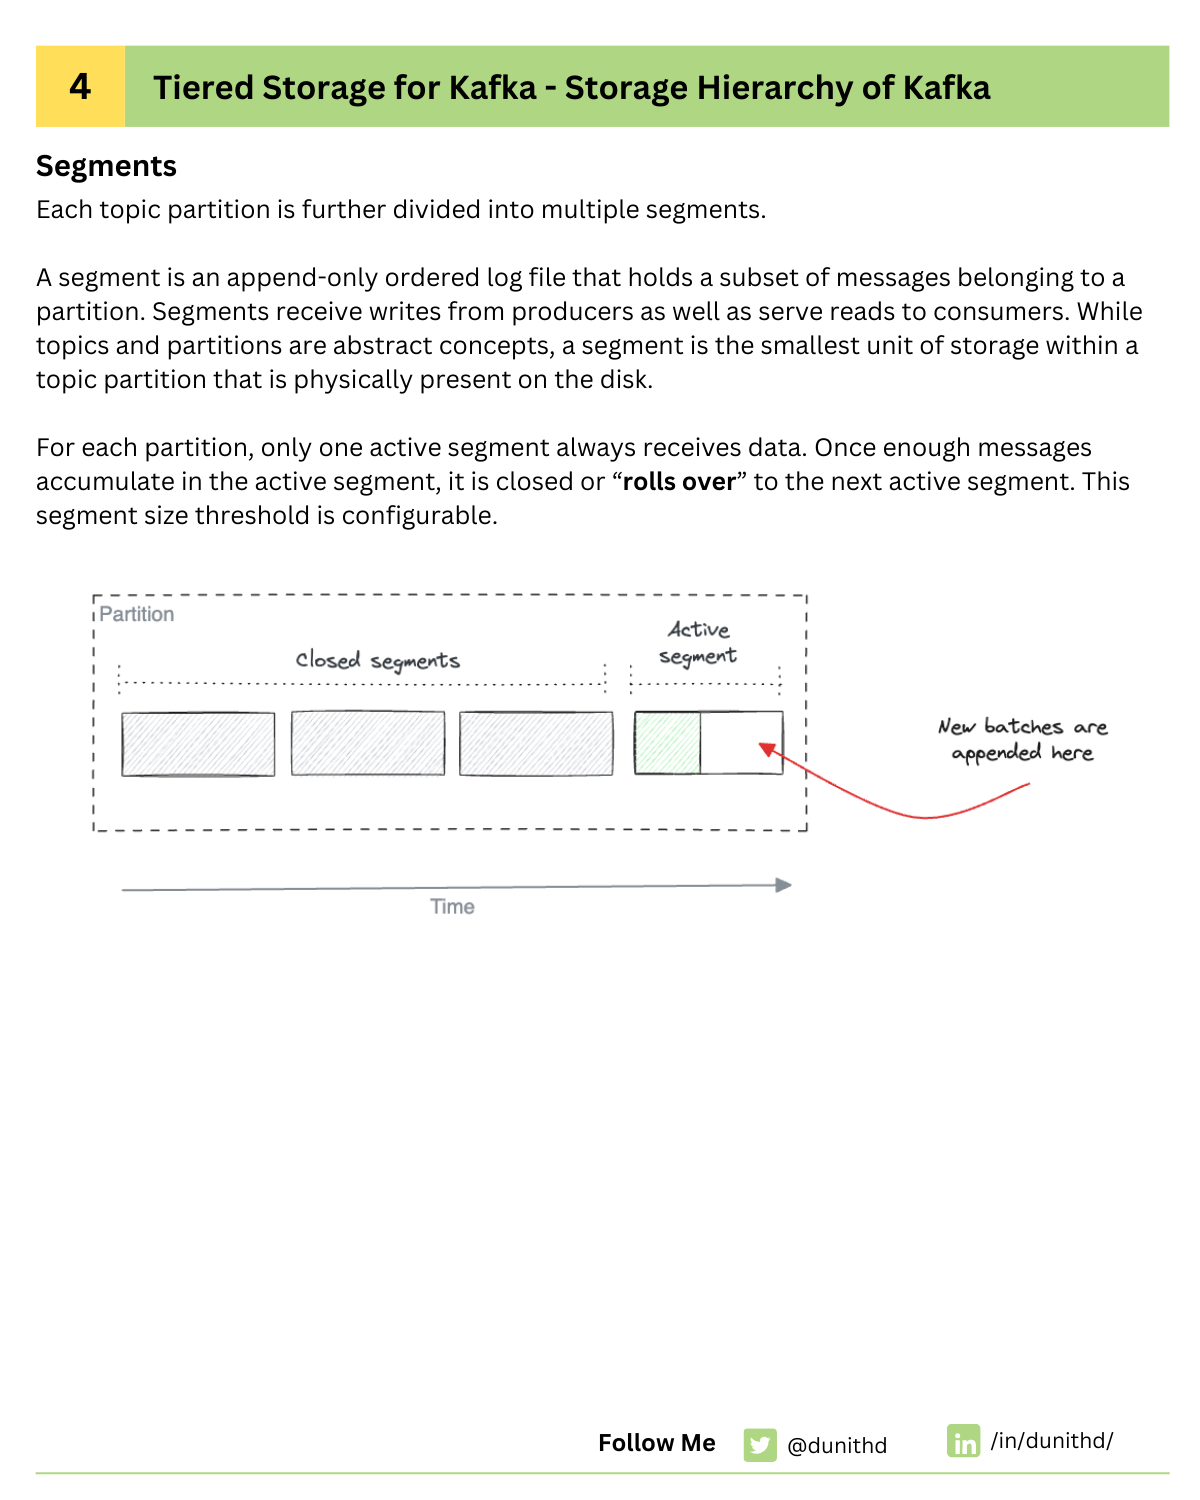 4
Tiered Storage for Kafka - Storage Hierarchy of Kafka
Segments
Each topic partition is further divided into multiple segments.
A segment is an append-only ordered log file that holds a subset of messages belonging to a
partition. Segments receive writes from producers as well as serve reads to consumers. While
topics and partitions are abstract concepts, a segment is the smallest unit of storage within a
topic partition that is physically present on the disk.
For each partition, only one active segment always receives data. Once enough messages
accumulate in the active segment, it is closed or “rolls over” to the next active segment. This
segment size threshold is configurable.
Partition
Closed segments
Active
segment
New batches are
appended here
Time
Follow Me
@dunithd
in
/in/dunithd/